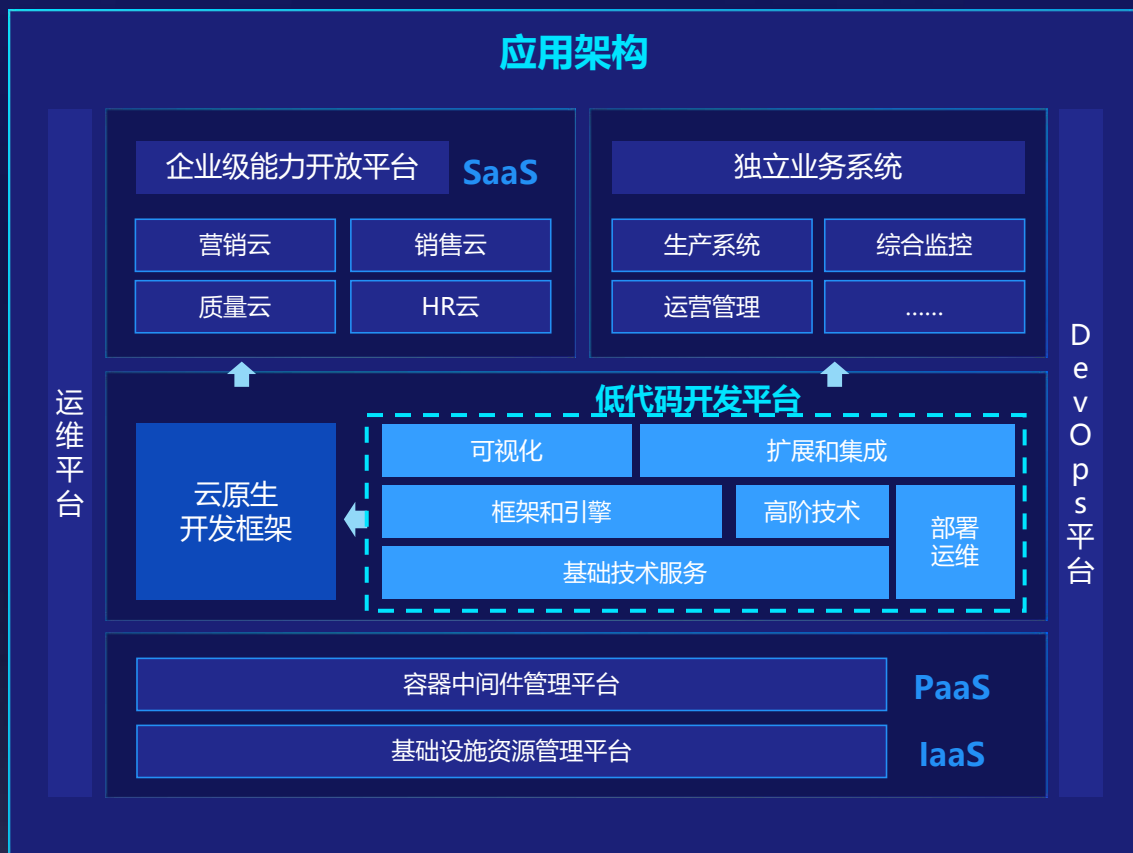 应用架构
运维平台
企业级能力开放平台
SaaS
营销云
销售云
质量云
HR云
独立业务系统
生产系统
综合监控
运营管理
......
低代码开发平台
云原生
开发框架
可视化
扩展和集成
框架和引擎
高阶技术
部署
运维
基础技术服务
容器中间件管理平台
PaaS
基础设施资源管理平台
IaaS
DevOps平台